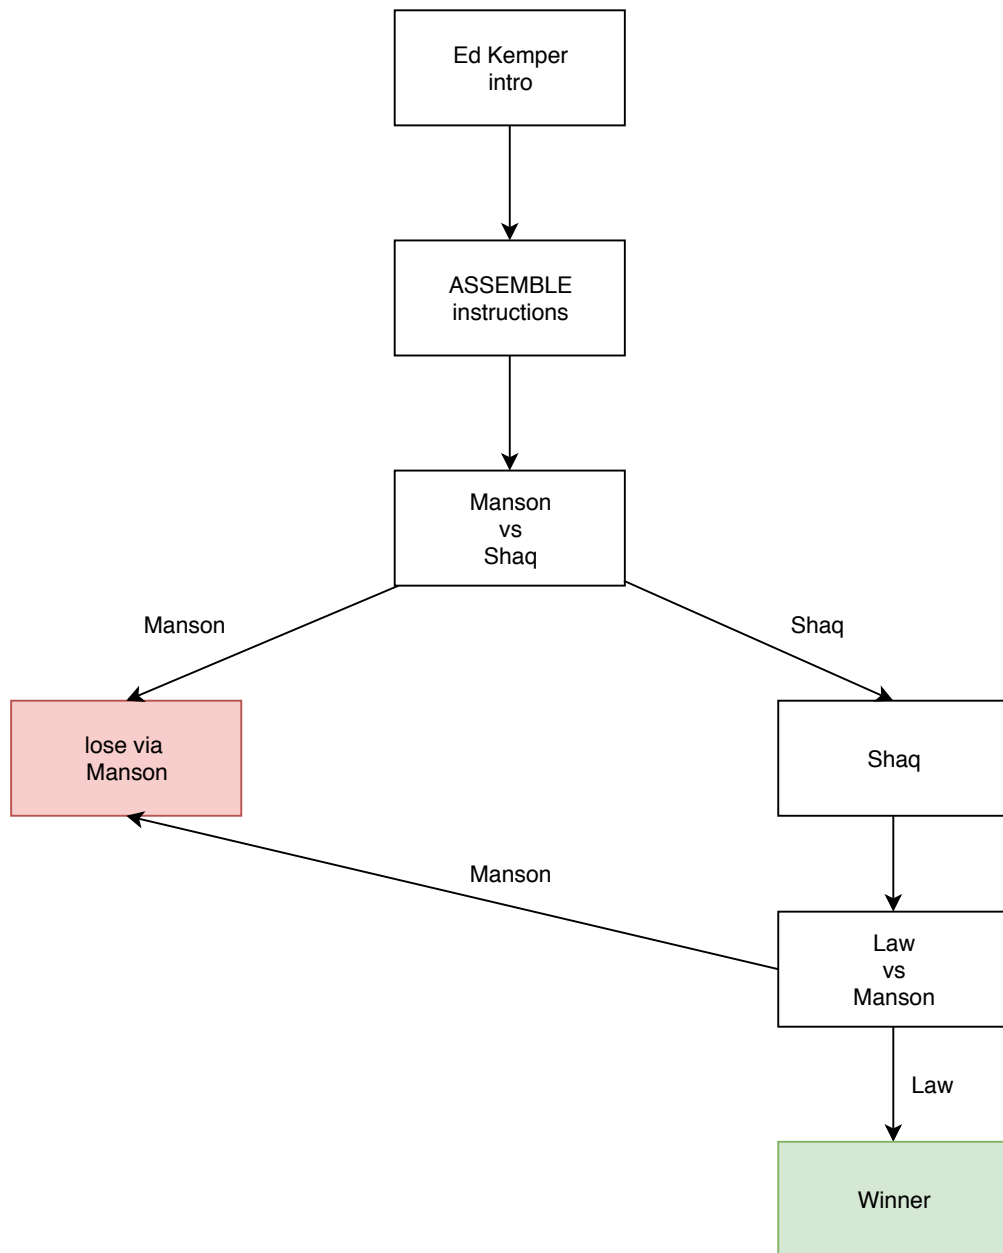 Ed Kemper
intro
ASSEMBLE
instructions
Manson
vs
Shaq
Manson
Shaq
lose via
Manson
Shaq
Manson
Law
vs
Manson
Law
Winner